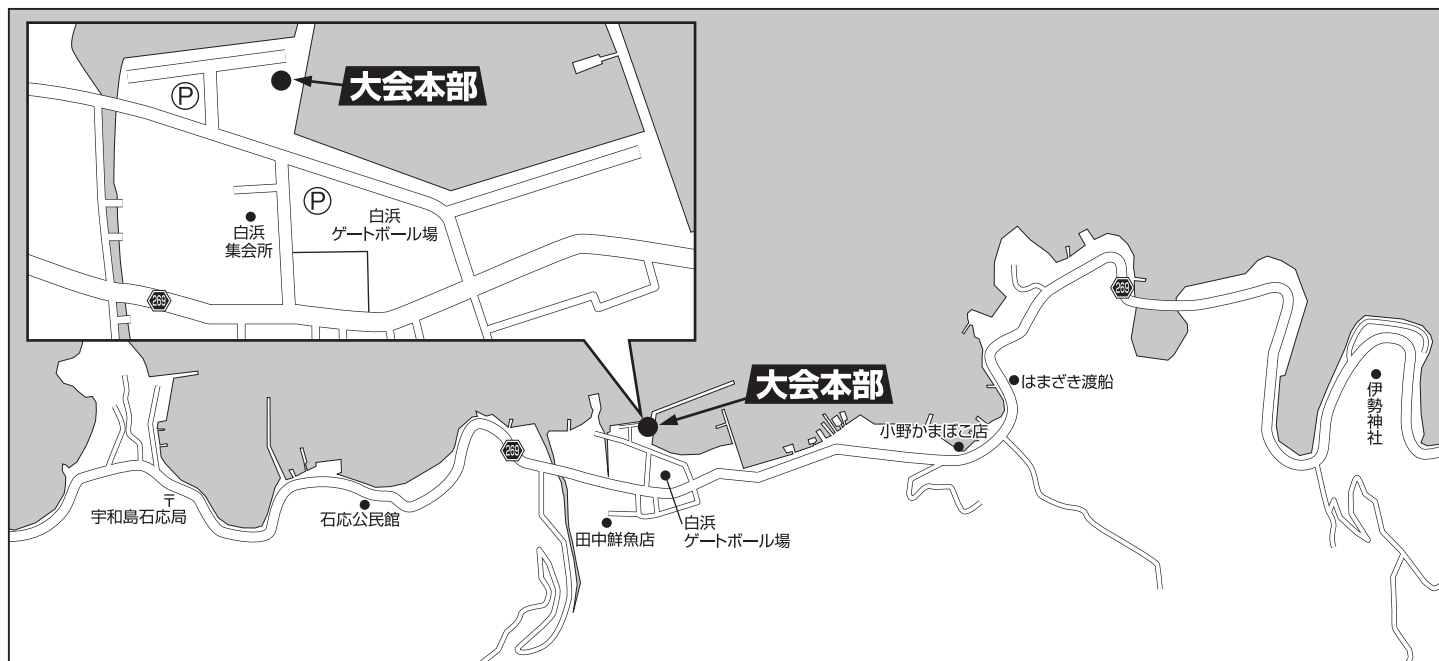 大会本部
P
P
白浜
ゲートボール場
白浜
集会所
269
269
大会本部
はまざき渡船
伊勢神社
小野かまぼこ店
269
〒
宇和島石応局
石応公民館
田中鮮魚店
白浜
ゲートボール場